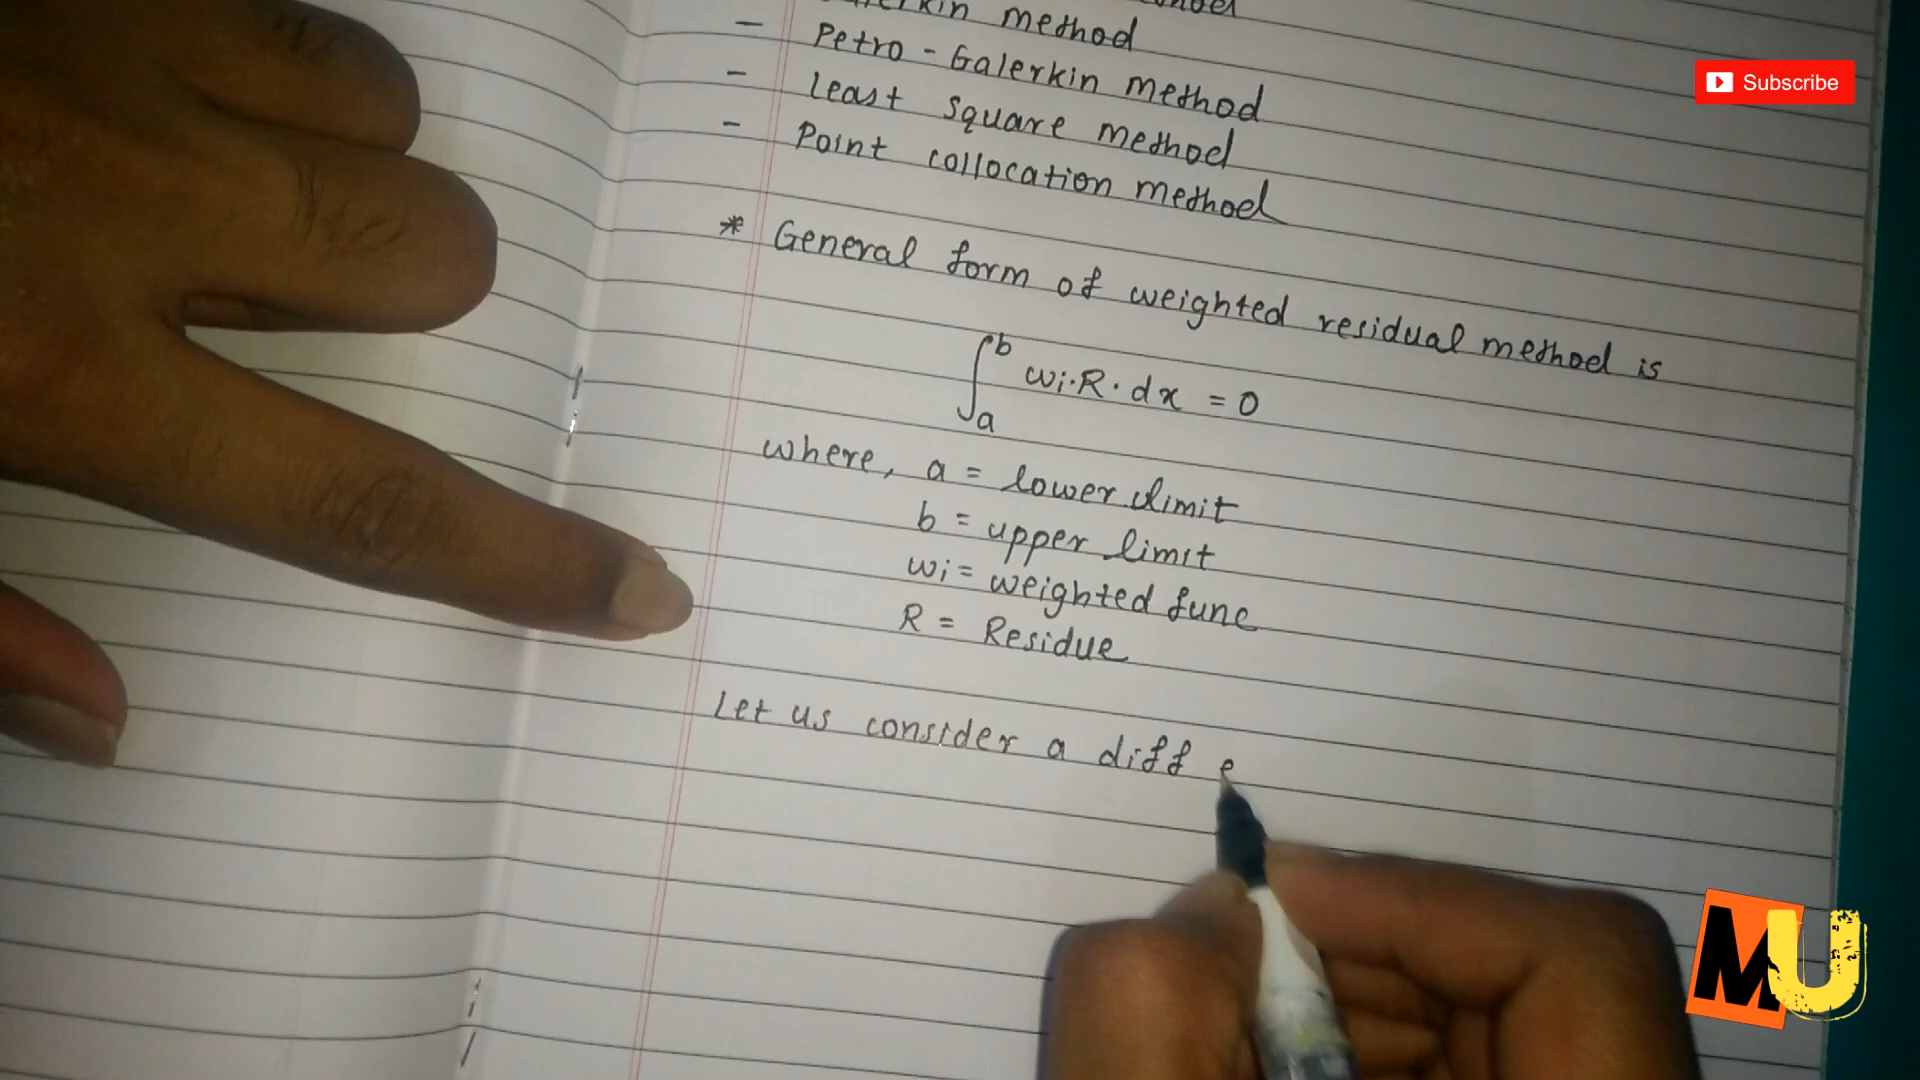 method
- Petro-Galerkin method
- Least square method
- Point collocation method
* General form of weighted residual method is
∫_a^b wi·R·dx = 0
where, a = lower limit
b = upper limit
wi = weighted func
R = Residue
Let us consider a diff e
Subscribe
MU